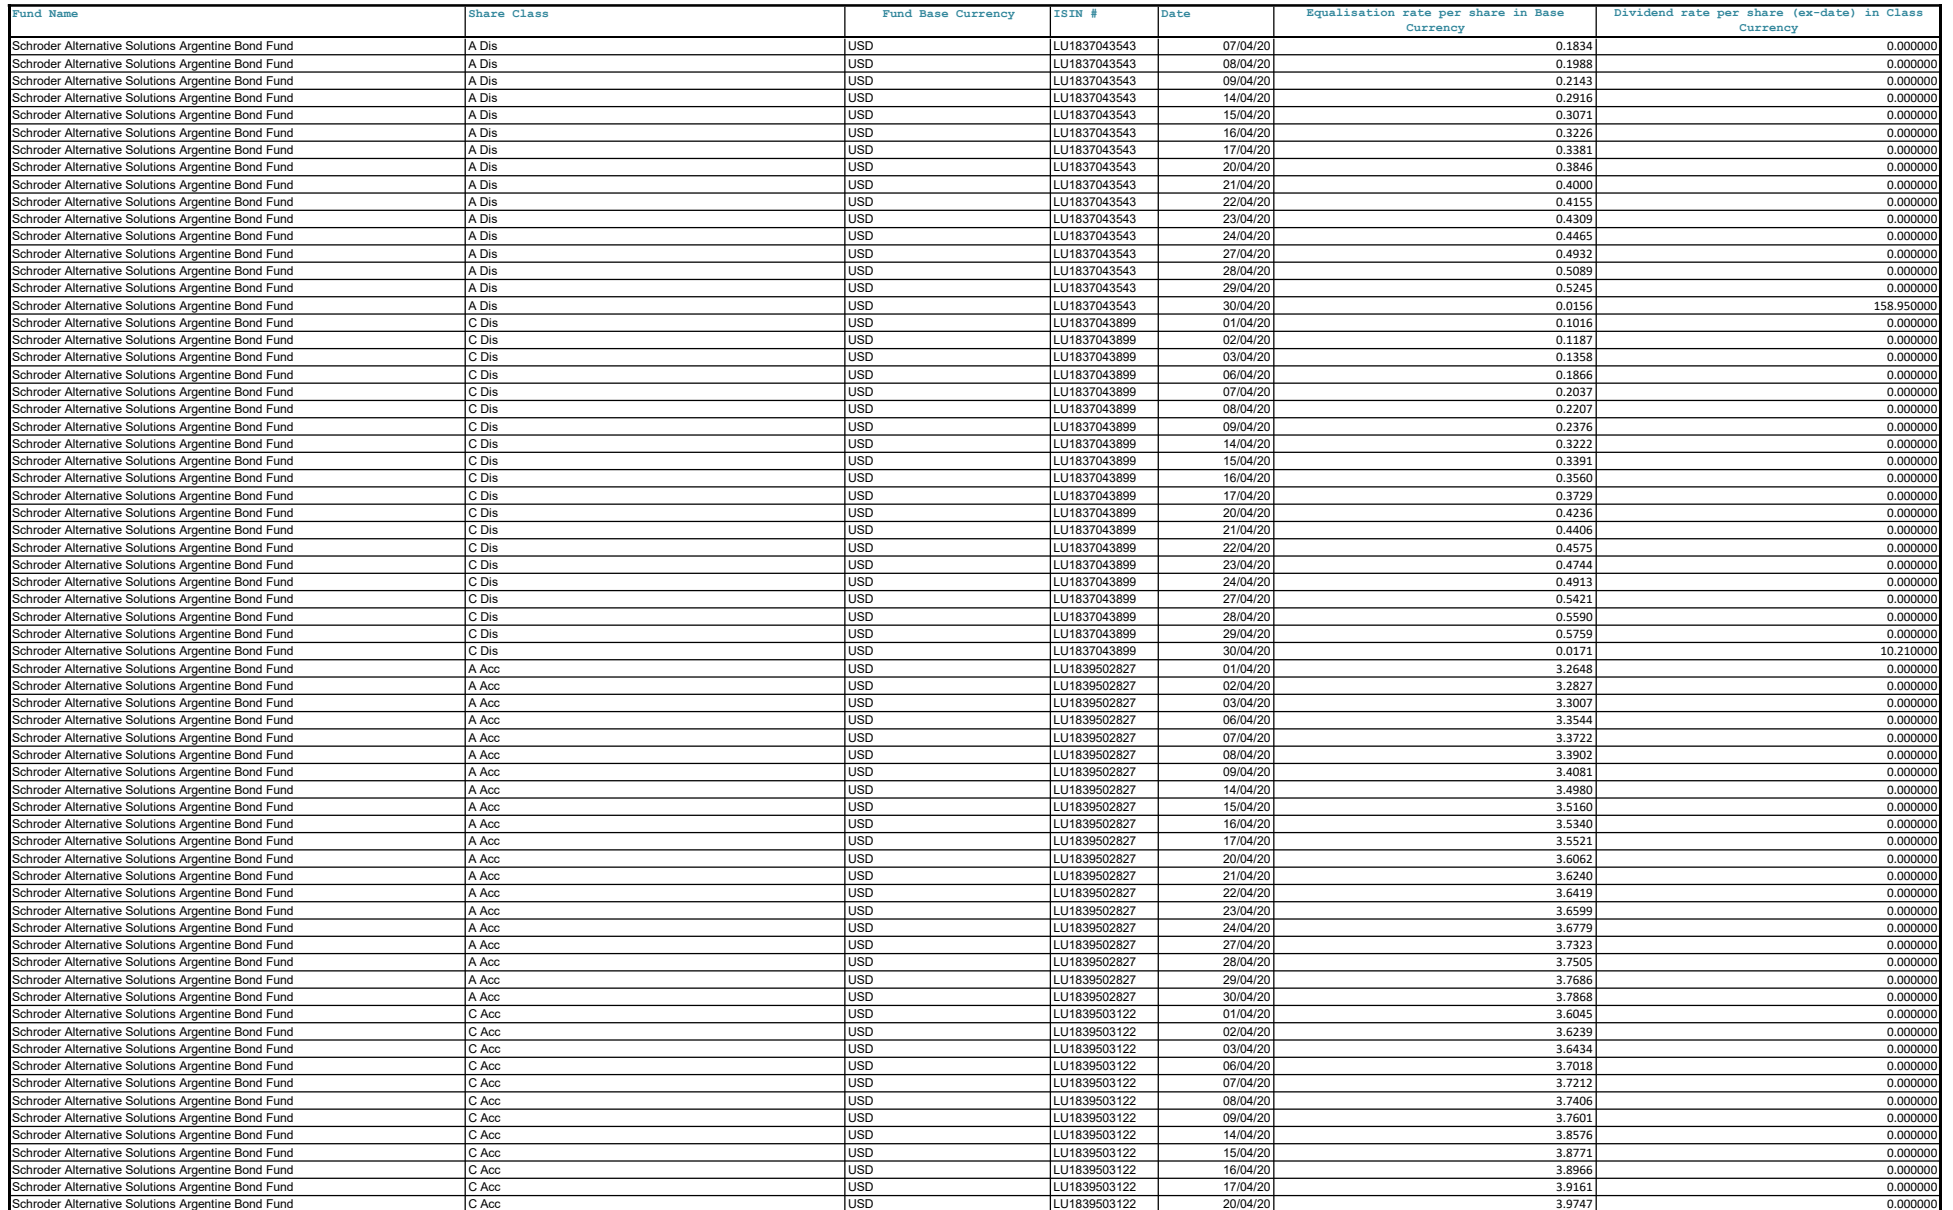 Fund Name Share Class Fund Base Currency ISIN # Date Equalisation rate per share in Base Currency Dividend rate per share (ex-date) in Class Currency
Schroder Alternative Solutions Argentine Bond Fund A Dis USD LU1837043543 07/04/20 0.1834 0.000000
Schroder Alternative Solutions Argentine Bond Fund A Dis USD LU1837043543 08/04/20 0.1988 0.000000
Schroder Alternative Solutions Argentine Bond Fund A Dis USD LU1837043543 09/04/20 0.2143 0.000000
Schroder Alternative Solutions Argentine Bond Fund A Dis USD LU1837043543 14/04/20 0.2916 0.000000
Schroder Alternative Solutions Argentine Bond Fund A Dis USD LU1837043543 15/04/20 0.3071 0.000000
Schroder Alternative Solutions Argentine Bond Fund A Dis USD LU1837043543 16/04/20 0.3226 0.000000
Schroder Alternative Solutions Argentine Bond Fund A Dis USD LU1837043543 17/04/20 0.3381 0.000000
Schroder Alternative Solutions Argentine Bond Fund A Dis USD LU1837043543 20/04/20 0.3846 0.000000
Schroder Alternative Solutions Argentine Bond Fund A Dis USD LU1837043543 21/04/20 0.4000 0.000000
Schroder Alternative Solutions Argentine Bond Fund A Dis USD LU1837043543 22/04/20 0.4155 0.000000
Schroder Alternative Solutions Argentine Bond Fund A Dis USD LU1837043543 23/04/20 0.4309 0.000000
Schroder Alternative Solutions Argentine Bond Fund A Dis USD LU1837043543 24/04/20 0.4465 0.000000
Schroder Alternative Solutions Argentine Bond Fund A Dis USD LU1837043543 27/04/20 0.4932 0.000000
Schroder Alternative Solutions Argentine Bond Fund A Dis USD LU1837043543 28/04/20 0.5089 0.000000
Schroder Alternative Solutions Argentine Bond Fund A Dis USD LU1837043543 29/04/20 0.5245 0.000000
Schroder Alternative Solutions Argentine Bond Fund A Dis USD LU1837043543 30/04/20 0.0156 158.950000
Schroder Alternative Solutions Argentine Bond Fund C Dis USD LU1837043899 01/04/20 0.1016 0.000000
Schroder Alternative Solutions Argentine Bond Fund C Dis USD LU1837043899 02/04/20 0.1187 0.000000
Schroder Alternative Solutions Argentine Bond Fund C Dis USD LU1837043899 03/04/20 0.1358 0.000000
Schroder Alternative Solutions Argentine Bond Fund C Dis USD LU1837043899 06/04/20 0.1866 0.000000
Schroder Alternative Solutions Argentine Bond Fund C Dis USD LU1837043899 07/04/20 0.2037 0.000000
Schroder Alternative Solutions Argentine Bond Fund C Dis USD LU1837043899 08/04/20 0.2207 0.000000
Schroder Alternative Solutions Argentine Bond Fund C Dis USD LU1837043899 09/04/20 0.2376 0.000000
Schroder Alternative Solutions Argentine Bond Fund C Dis USD LU1837043899 14/04/20 0.3222 0.000000
Schroder Alternative Solutions Argentine Bond Fund C Dis USD LU1837043899 15/04/20 0.3391 0.000000
Schroder Alternative Solutions Argentine Bond Fund C Dis USD LU1837043899 16/04/20 0.3560 0.000000
Schroder Alternative Solutions Argentine Bond Fund C Dis USD LU1837043899 17/04/20 0.3729 0.000000
Schroder Alternative Solutions Argentine Bond Fund C Dis USD LU1837043899 20/04/20 0.4236 0.000000
Schroder Alternative Solutions Argentine Bond Fund C Dis USD LU1837043899 21/04/20 0.4406 0.000000
Schroder Alternative Solutions Argentine Bond Fund C Dis USD LU1837043899 22/04/20 0.4575 0.000000
Schroder Alternative Solutions Argentine Bond Fund C Dis USD LU1837043899 23/04/20 0.4744 0.000000
Schroder Alternative Solutions Argentine Bond Fund C Dis USD LU1837043899 24/04/20 0.4913 0.000000
Schroder Alternative Solutions Argentine Bond Fund C Dis USD LU1837043899 27/04/20 0.5421 0.000000
Schroder Alternative Solutions Argentine Bond Fund C Dis USD LU1837043899 28/04/20 0.5590 0.000000
Schroder Alternative Solutions Argentine Bond Fund C Dis USD LU1837043899 29/04/20 0.5759 0.000000
Schroder Alternative Solutions Argentine Bond Fund C Dis USD LU1837043899 30/04/20 0.0171 10.210000
Schroder Alternative Solutions Argentine Bond Fund A Acc USD LU1839502827 01/04/20 3.2648 0.000000
Schroder Alternative Solutions Argentine Bond Fund A Acc USD LU1839502827 02/04/20 3.2827 0.000000
Schroder Alternative Solutions Argentine Bond Fund A Acc USD LU1839502827 03/04/20 3.3007 0.000000
Schroder Alternative Solutions Argentine Bond Fund A Acc USD LU1839502827 06/04/20 3.3544 0.000000
Schroder Alternative Solutions Argentine Bond Fund A Acc USD LU1839502827 07/04/20 3.3722 0.000000
Schroder Alternative Solutions Argentine Bond Fund A Acc USD LU1839502827 08/04/20 3.3902 0.000000
Schroder Alternative Solutions Argentine Bond Fund A Acc USD LU1839502827 09/04/20 3.4081 0.000000
Schroder Alternative Solutions Argentine Bond Fund A Acc USD LU1839502827 14/04/20 3.4980 0.000000
Schroder Alternative Solutions Argentine Bond Fund A Acc USD LU1839502827 15/04/20 3.5160 0.000000
Schroder Alternative Solutions Argentine Bond Fund A Acc USD LU1839502827 16/04/20 3.5340 0.000000
Schroder Alternative Solutions Argentine Bond Fund A Acc USD LU1839502827 17/04/20 3.5521 0.000000
Schroder Alternative Solutions Argentine Bond Fund A Acc USD LU1839502827 20/04/20 3.6062 0.000000
Schroder Alternative Solutions Argentine Bond Fund A Acc USD LU1839502827 21/04/20 3.6240 0.000000
Schroder Alternative Solutions Argentine Bond Fund A Acc USD LU1839502827 22/04/20 3.6419 0.000000
Schroder Alternative Solutions Argentine Bond Fund A Acc USD LU1839502827 23/04/20 3.6599 0.000000
Schroder Alternative Solutions Argentine Bond Fund A Acc USD LU1839502827 24/04/20 3.6779 0.000000
Schroder Alternative Solutions Argentine Bond Fund A Acc USD LU1839502827 27/04/20 3.7323 0.000000
Schroder Alternative Solutions Argentine Bond Fund A Acc USD LU1839502827 28/04/20 3.7505 0.000000
Schroder Alternative Solutions Argentine Bond Fund A Acc USD LU1839502827 29/04/20 3.7686 0.000000
Schroder Alternative Solutions Argentine Bond Fund A Acc USD LU1839502827 30/04/20 3.7868 0.000000
Schroder Alternative Solutions Argentine Bond Fund C Acc USD LU1839503122 01/04/20 3.6045 0.000000
Schroder Alternative Solutions Argentine Bond Fund C Acc USD LU1839503122 02/04/20 3.6239 0.000000
Schroder Alternative Solutions Argentine Bond Fund C Acc USD LU1839503122 03/04/20 3.6434 0.000000
Schroder Alternative Solutions Argentine Bond Fund C Acc USD LU1839503122 06/04/20 3.7018 0.000000
Schroder Alternative Solutions Argentine Bond Fund C Acc USD LU1839503122 07/04/20 3.7212 0.000000
Schroder Alternative Solutions Argentine Bond Fund C Acc USD LU1839503122 08/04/20 3.7406 0.000000
Schroder Alternative Solutions Argentine Bond Fund C Acc USD LU1839503122 09/04/20 3.7601 0.000000
Schroder Alternative Solutions Argentine Bond Fund C Acc USD LU1839503122 14/04/20 3.8576 0.000000
Schroder Alternative Solutions Argentine Bond Fund C Acc USD LU1839503122 15/04/20 3.8771 0.000000
Schroder Alternative Solutions Argentine Bond Fund C Acc USD LU1839503122 16/04/20 3.8966 0.000000
Schroder Alternative Solutions Argentine Bond Fund C Acc USD LU1839503122 17/04/20 3.9161 0.000000
Schroder Alternative Solutions Argentine Bond Fund C Acc USD LU1839503122 20/04/20 3.9747 0.000000